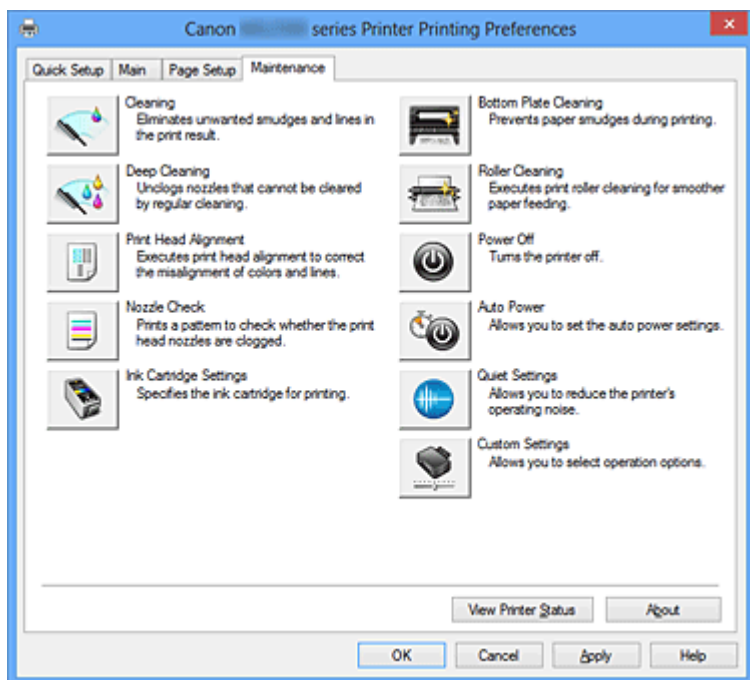 Canon series Printer Printing Preferences
Quick Setup Main Page Setup Maintenance
Cleaning
Eliminates unwanted smudges and lines in
the print result.
Deep Cleaning
Unclogs nozzles that cannot be cleared
by regular cleaning.
Print Head Alignment
Executes print head alignment to correct
the misalignment of colors and lines.
Nozzle Check
Prints a pattern to check whether the print
head nozzles are clogged.
Ink Cartridge Settings
Specifies the ink cartridge for printing.
Bottom Plate Cleaning
Prevents paper smudges during printing.
Roller Cleaning
Executes print roller cleaning for smoother
paper feeding.
Power Off
Turns the printer off.
Auto Power
Allows you to set the auto power settings.
Quiet Settings
Allows you to reduce the printer's
operating noise.
Custom Settings
Allows you to select operation options.
View Printer Status About
OK Cancel Apply Help